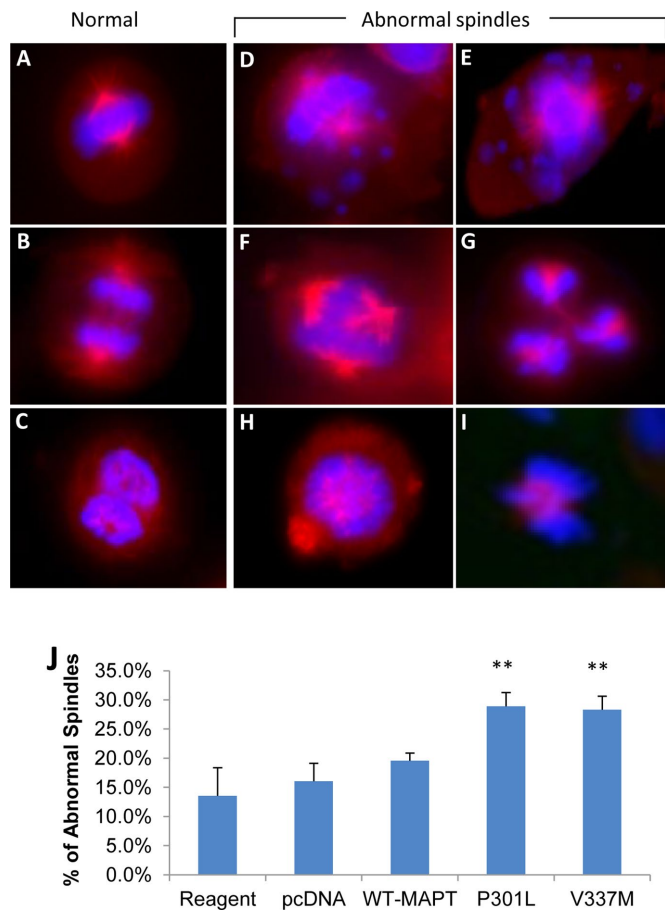 Normal
Abnormal spindles
A
D
E
B
F
G
C
H
I
J
% of Abnormal Spindles
35.0%
30.0%
25.0%
20.0%
15.0%
10.0%
5.0%
0.0%
** **
Reagent pcDNA WT-MAPT P301L V337M